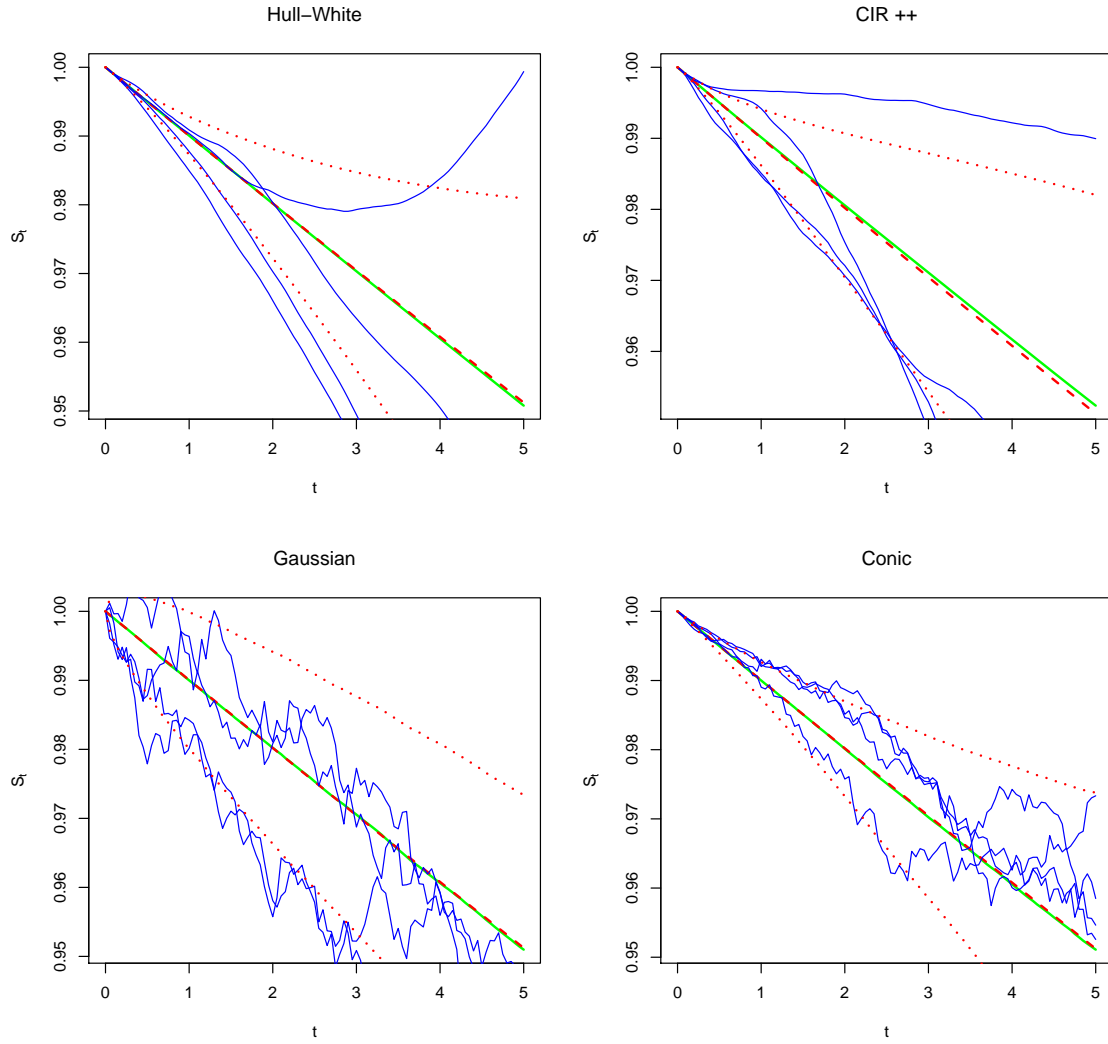 Hull−White
S_t
0.95 0.96 0.97 0.98 0.99 1.00
0 1 2 3 4 5
t
CIR ++
S_t
0.96 0.97 0.98 0.99 1.00
0 1 2 3 4 5
t
Gaussian
S_t
0.95 0.96 0.97 0.98 0.99 1.00
0 1 2 3 4 5
t
Conic
S_t
0.95 0.96 0.97 0.98 0.99 1.00
0 1 2 3 4 5
t